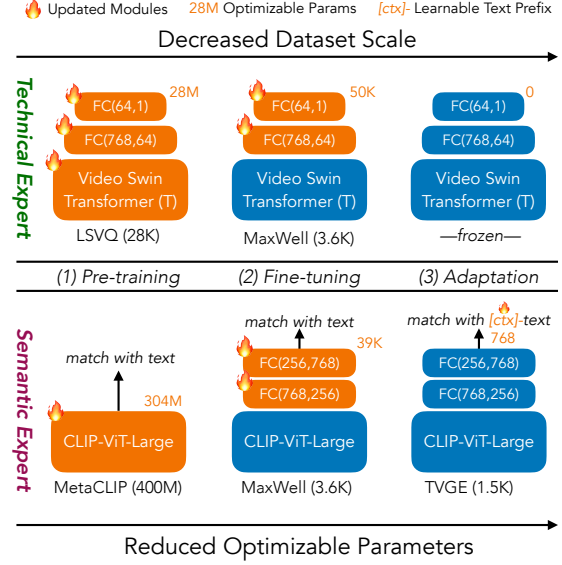 Updated Modules 28M Optimizable Params [ctx]- Learnable Text Prefix
Decreased Dataset Scale
Technical Expert
28M
FC(64,1)
FC(768,64)
Video Swin
Transformer (T)
LSVQ (28K)
50K
FC(64,1)
FC(768,64)
Video Swin
Transformer (T)
MaxWell (3.6K)
0
FC(64,1)
FC(768,64)
Video Swin
Transformer (T)
—frozen—
(1) Pre-training (2) Fine-tuning (3) Adaptation
Semantic Expert
match with text
304M
CLIP-ViT-Large
MetaCLIP (400M)
match with text
39K
FC(256,768)
FC(768,256)
CLIP-ViT-Large
MaxWell (3.6K)
match with [ctx]-text
768
FC(256,768)
FC(768,256)
CLIP-ViT-Large
TVGE (1.5K)
Reduced Optimizable Parameters